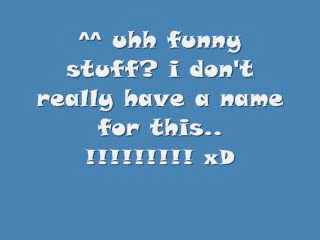 ^^ uhh funny
stuff? i don't
really have a name
for this..
!!!!!!!!! xD